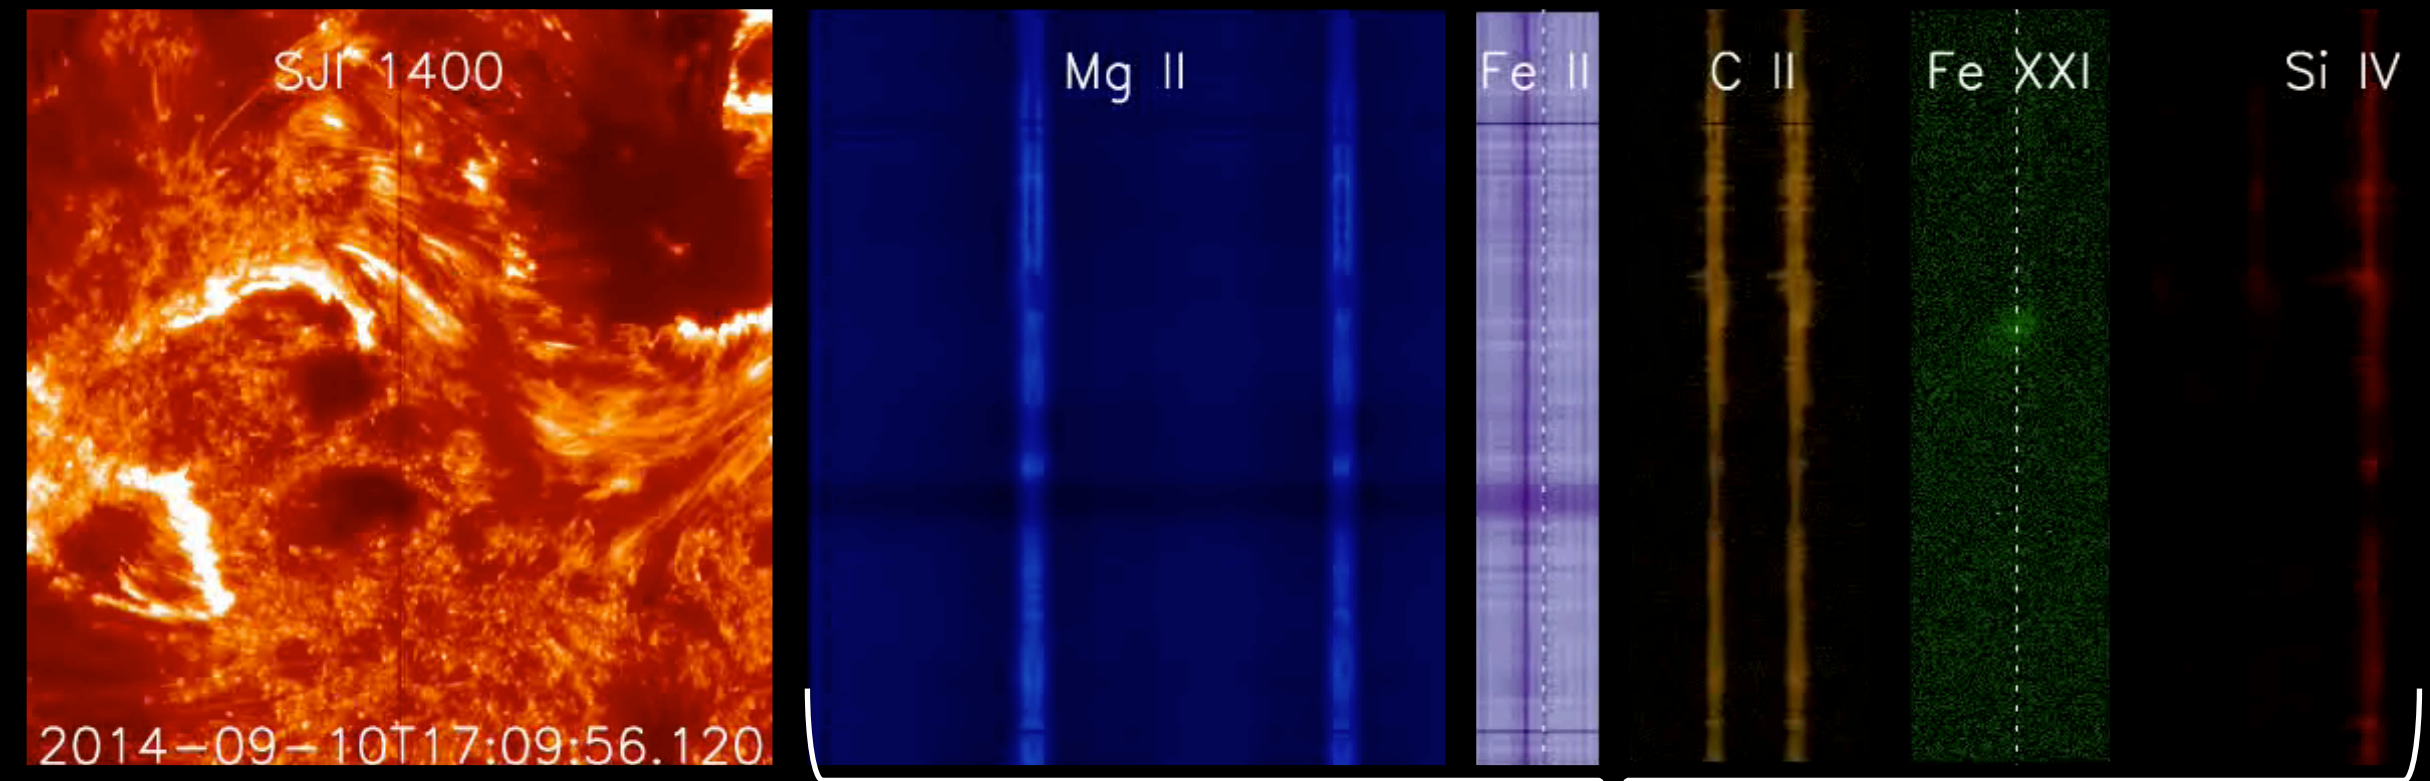 SJI 1400
Mg II
Fe II
C II
Fe XXI
Si IV
2014-09-10T17:09:56.120